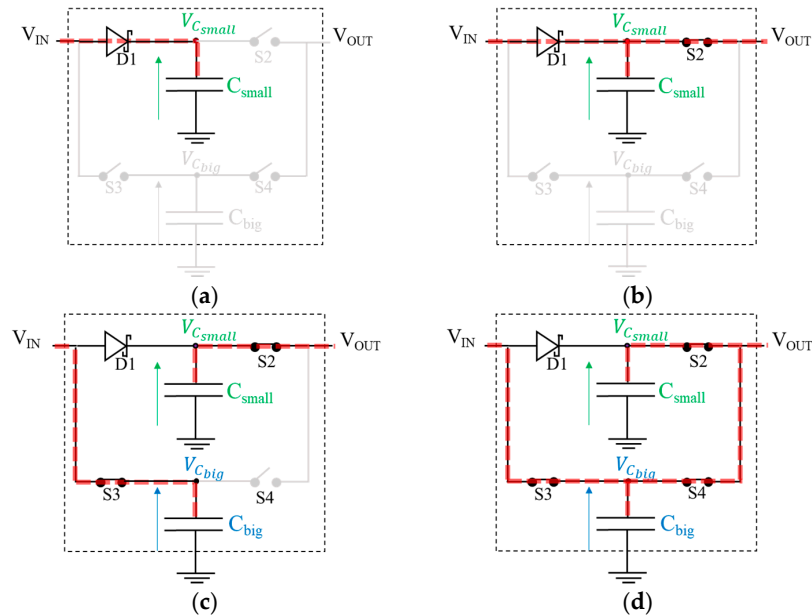 V_IN D1 V_Csmall S2 V_OUT
C_small
V_Cbig
S3 S4
C_big
(a)
V_IN D1 V_Csmall S2 V_OUT
C_small
V_Cbig
S3 S4
C_big
(b)
V_IN D1 V_Csmall S2 V_OUT
C_small
V_Cbig
S3 S4
C_big
(c)
V_IN D1 V_Csmall S2 V_OUT
C_small
V_Cbig
S3 S4
C_big
(d)